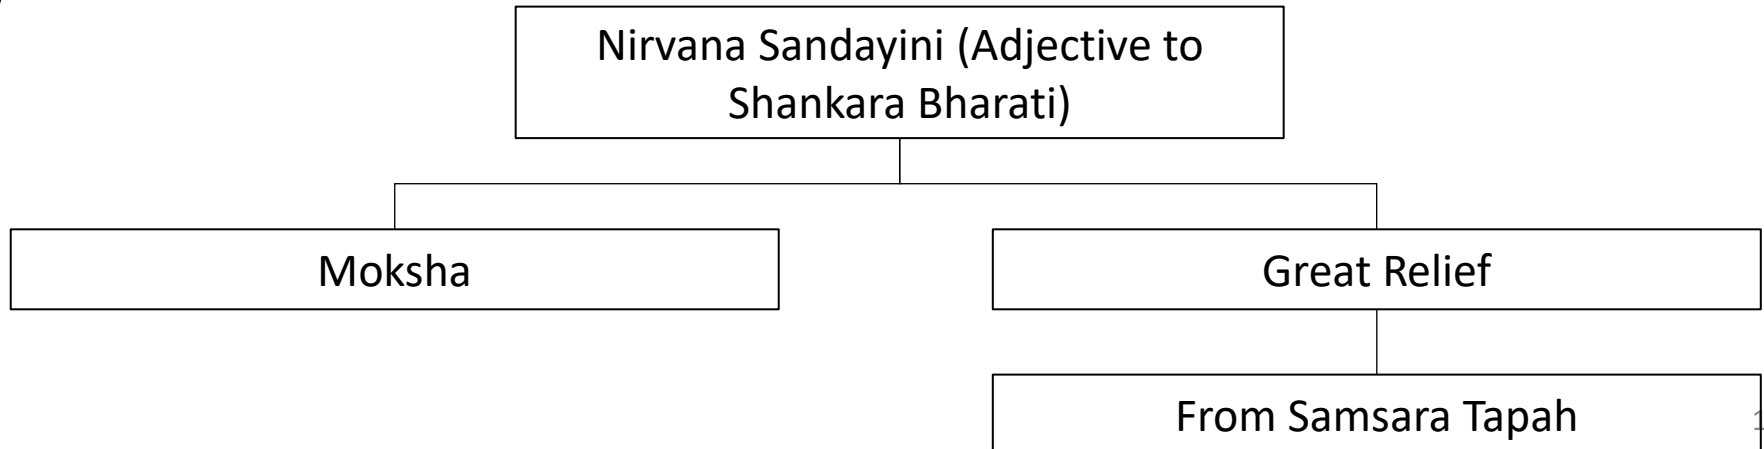 Nirvana Sandayini (Adjective to
Shankara Bharati)
Moksha
Great Relief
From Samsara Tapah